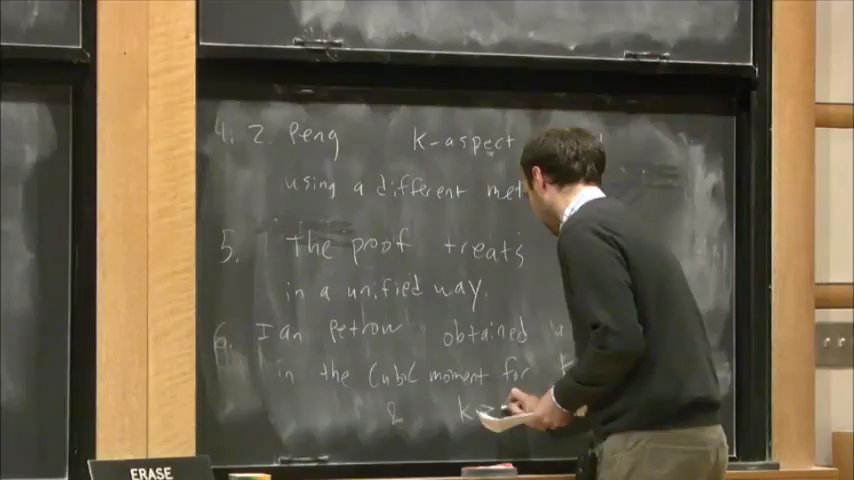 4. Z. Peng K-aspect
using a different
5. The proof treats
in a unified way.
6. Ian Petrow obtained
in the Cubic moment for
& k
ERASE